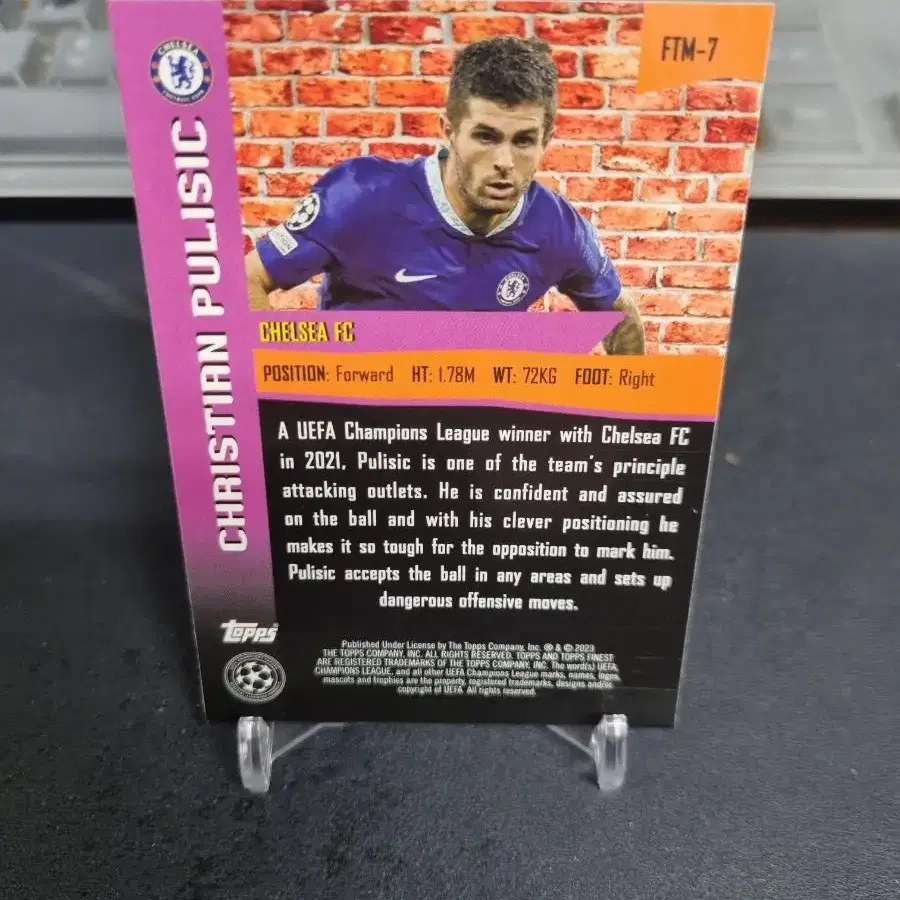 FTM-7
CHELSEA
FOOTBALL CLUB
CHRISTIAN PULISIC
CHELSEA FC
POSITION: Forward HT: 1.78M WT: 72KG FOOT: Right
A UEFA Champions League winner with Chelsea FC
in 2021, Pulisic is one of the team's principle
attacking outlets. He is confident and assured
on the ball and with his clever positioning he
makes it so tough for the opposition to mark him.
Pulisic accepts the ball in any areas and sets up
dangerous offensive moves.
Topps
Published Under License by The Topps Company, Inc. ® & © 2023
THE TOPPS COMPANY, INC. ALL RIGHTS RESERVED. TOPPS AND TOPPS FINEST
ARE REGISTERED TRADEMARKS OF THE TOPPS COMPANY, INC. The word(s) UEFA,
CHAMPIONS LEAGUE, and all other UEFA Champions League marks, names, logos,
mascots and trophies are the property, registered trademarks, designs and/or
copyright of UEFA. All rights reserved.